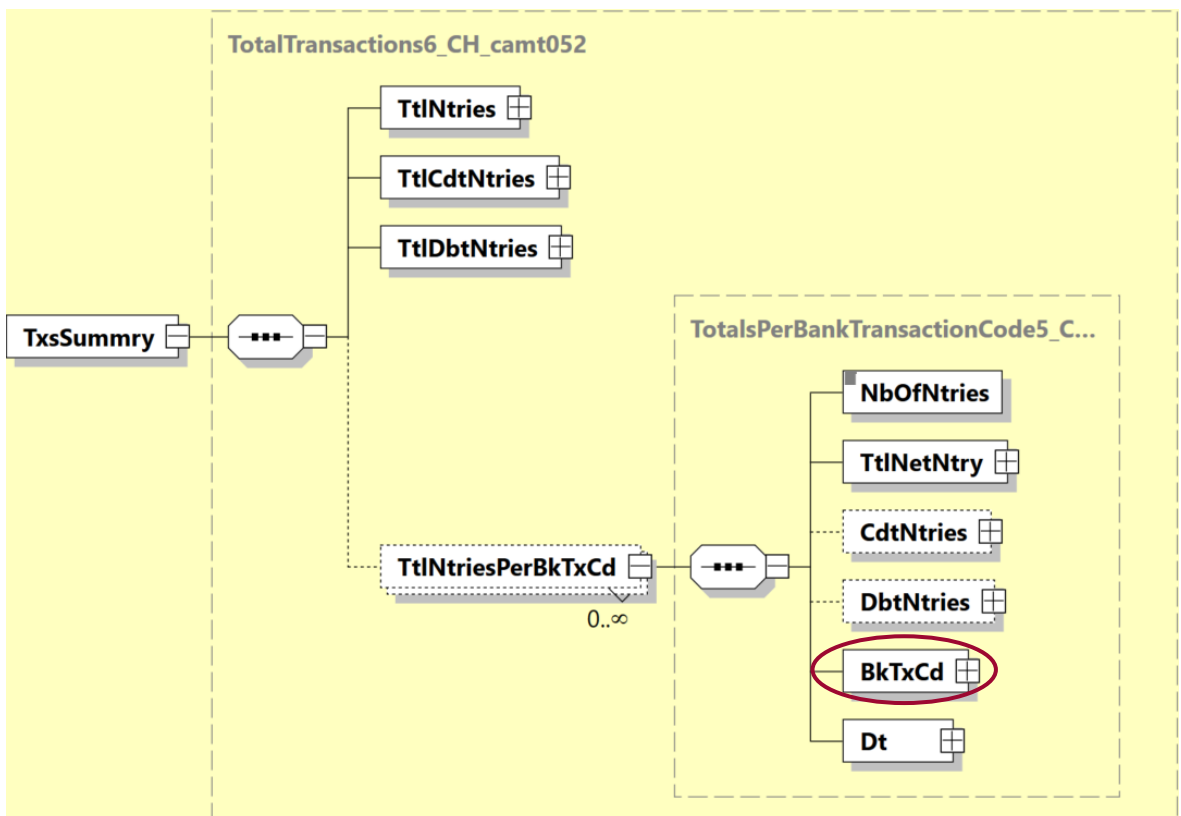 TotalTransactions6_CH_camt052
TtlNtries
TtlCdtNtries
TtlDbtNtries
TxsSummry
TotalsPerBankTransactionCode5_C...
NbOfNtries
TtlNetNtry
CdtNtries
TtlNtriesPerBkTxCd
0..∞
DbtNtries
BkTxCd
Dt